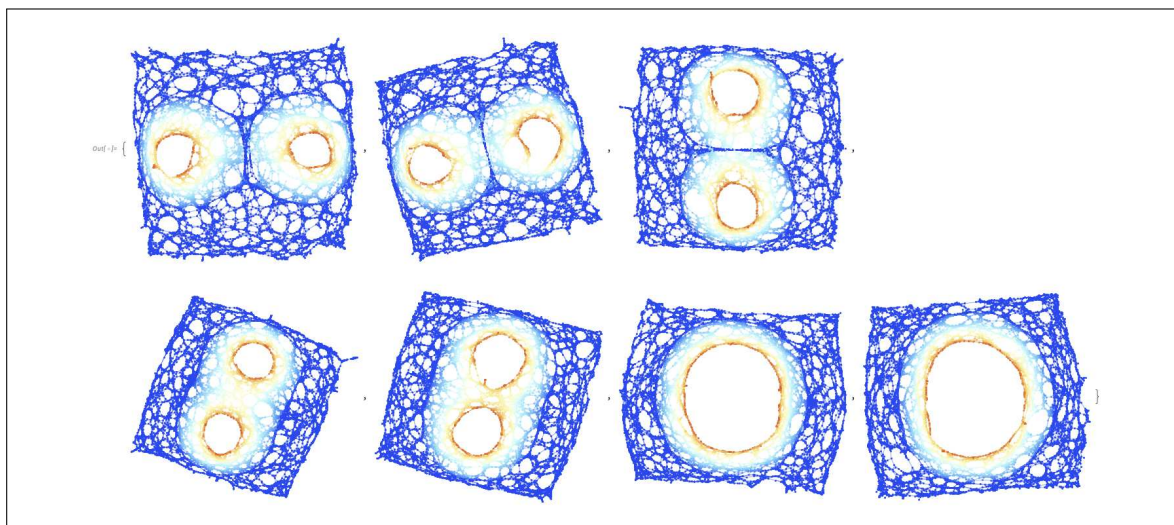 Out[ ◦ ]= { , , ,
, , , }